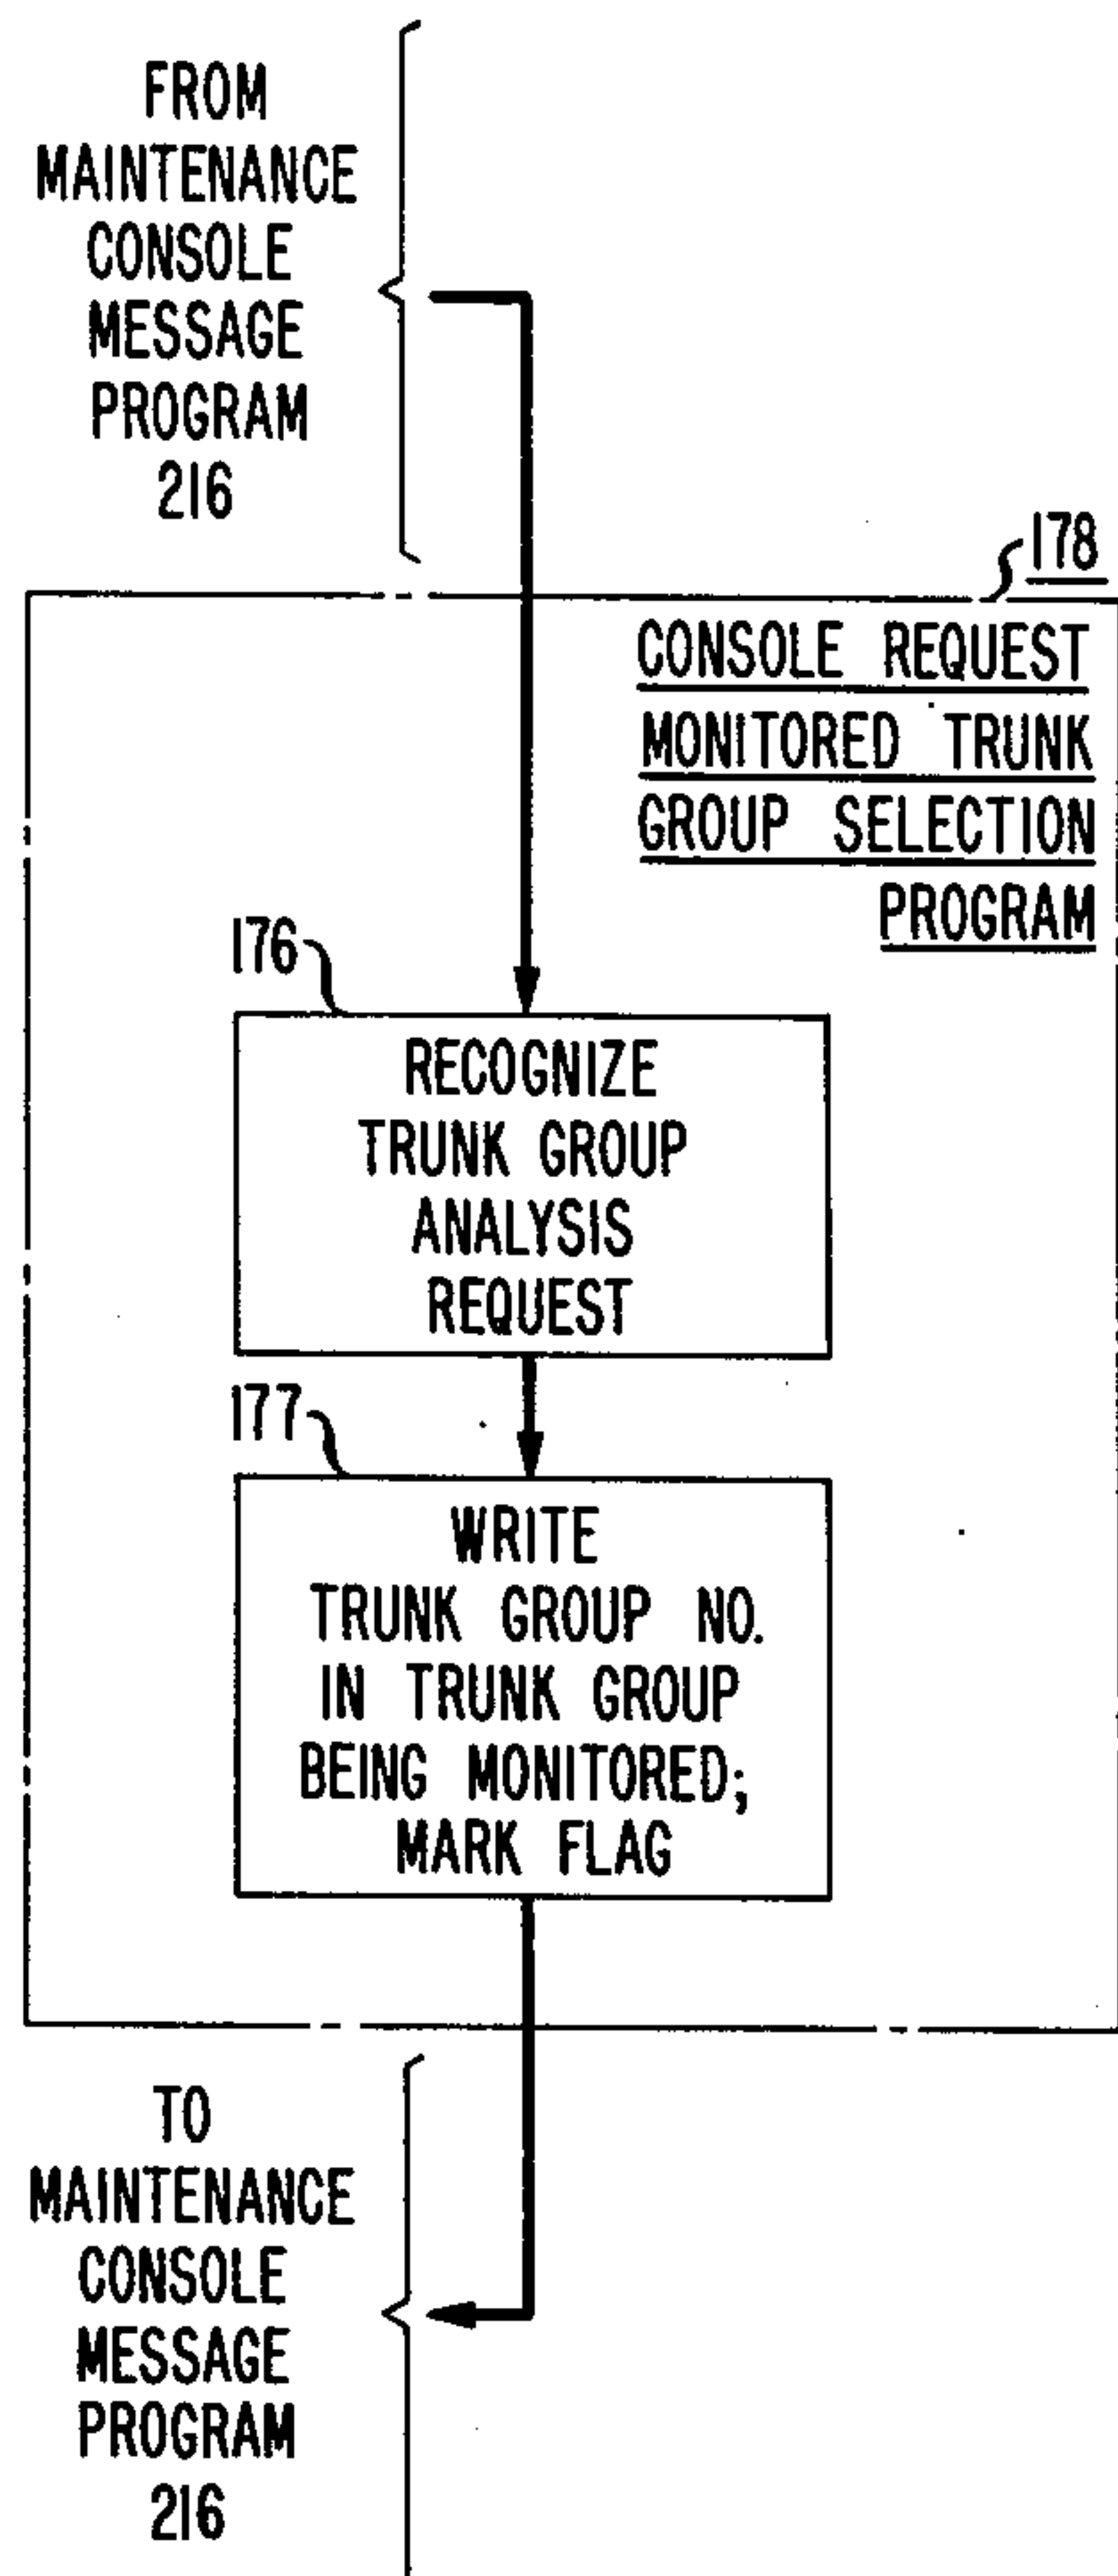 FROM
MAINTENANCE
CONSOLE
MESSAGE
PROGRAM
216
178
CONSOLE REQUEST
MONITORED TRUNK
GROUP SELECTION
PROGRAM
176
RECOGNIZE
TRUNK GROUP
ANALYSIS
REQUEST
177
WRITE
TRUNK GROUP NO.
IN TRUNK GROUP
BEING MONITORED;
MARK FLAG
TO
MAINTENANCE
CONSOLE
MESSAGE
PROGRAM
216